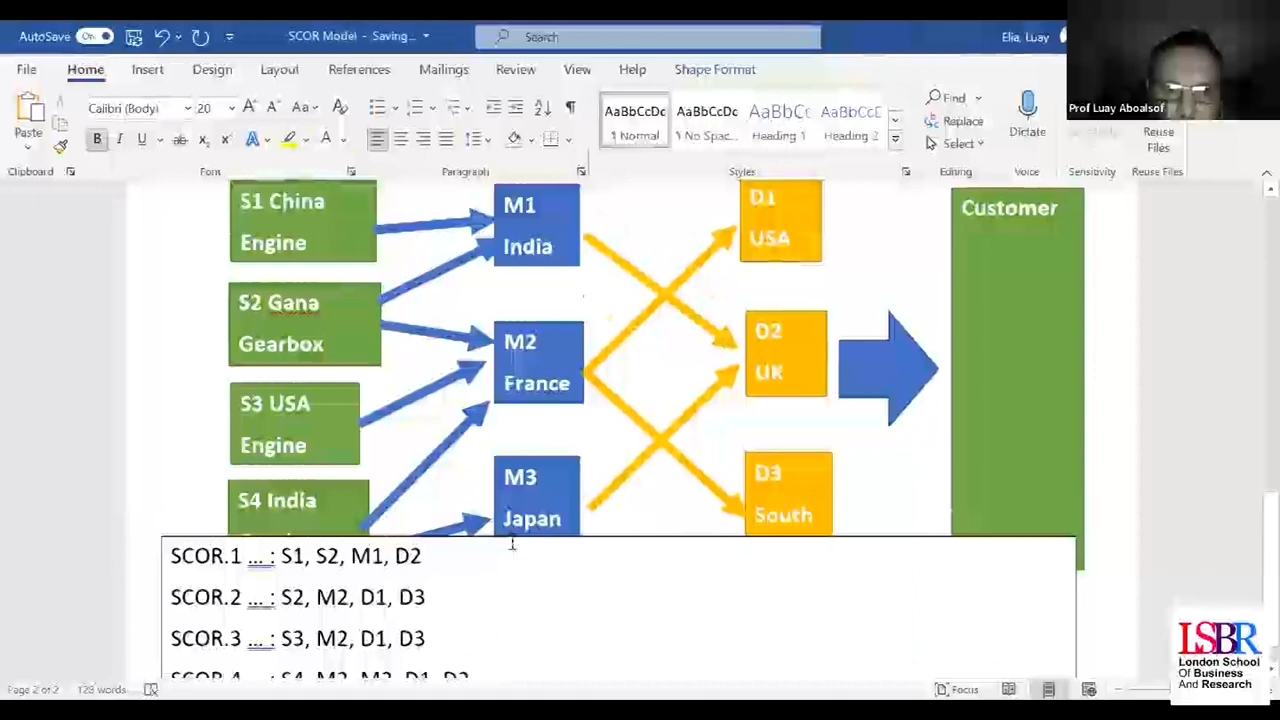 AutoSave
On
SCOR Model - Saving...
Search
Elia, Luay
File
Home
Insert
Design
Layout
References
Mailings
Review
View
Help
Shape Format
Prof Luay Aboalsof
Paste
Calibri (Body)
20
AaBbCcDc
AaBbCcDc
AaBbCc
AaBbCcE
1 Normal
1 No Spac...
Heading
Heading 2
Find
Replace
Select
Dictate
Reuse
Files
Clipboard
Font
Paragraph
Styles
Editing
Voice
Sensitivity
Reuse Files
S1 China
Engine
S2 Gana
Gearbox
S3 USA
Engine
S4 India
M1
India
M2
France
M3
Japan
D1
USA
D2
UK
D3
South
Customer
SCOR.1 ... : S1, S2, M1, D2
SCOR.2 ... : S2, M2, D1, D3
SCOR.3 ... : S3, M2, D1, D3
Page 2 of 2
128 words
Focus
LSBR
London School
Of Business
And Research